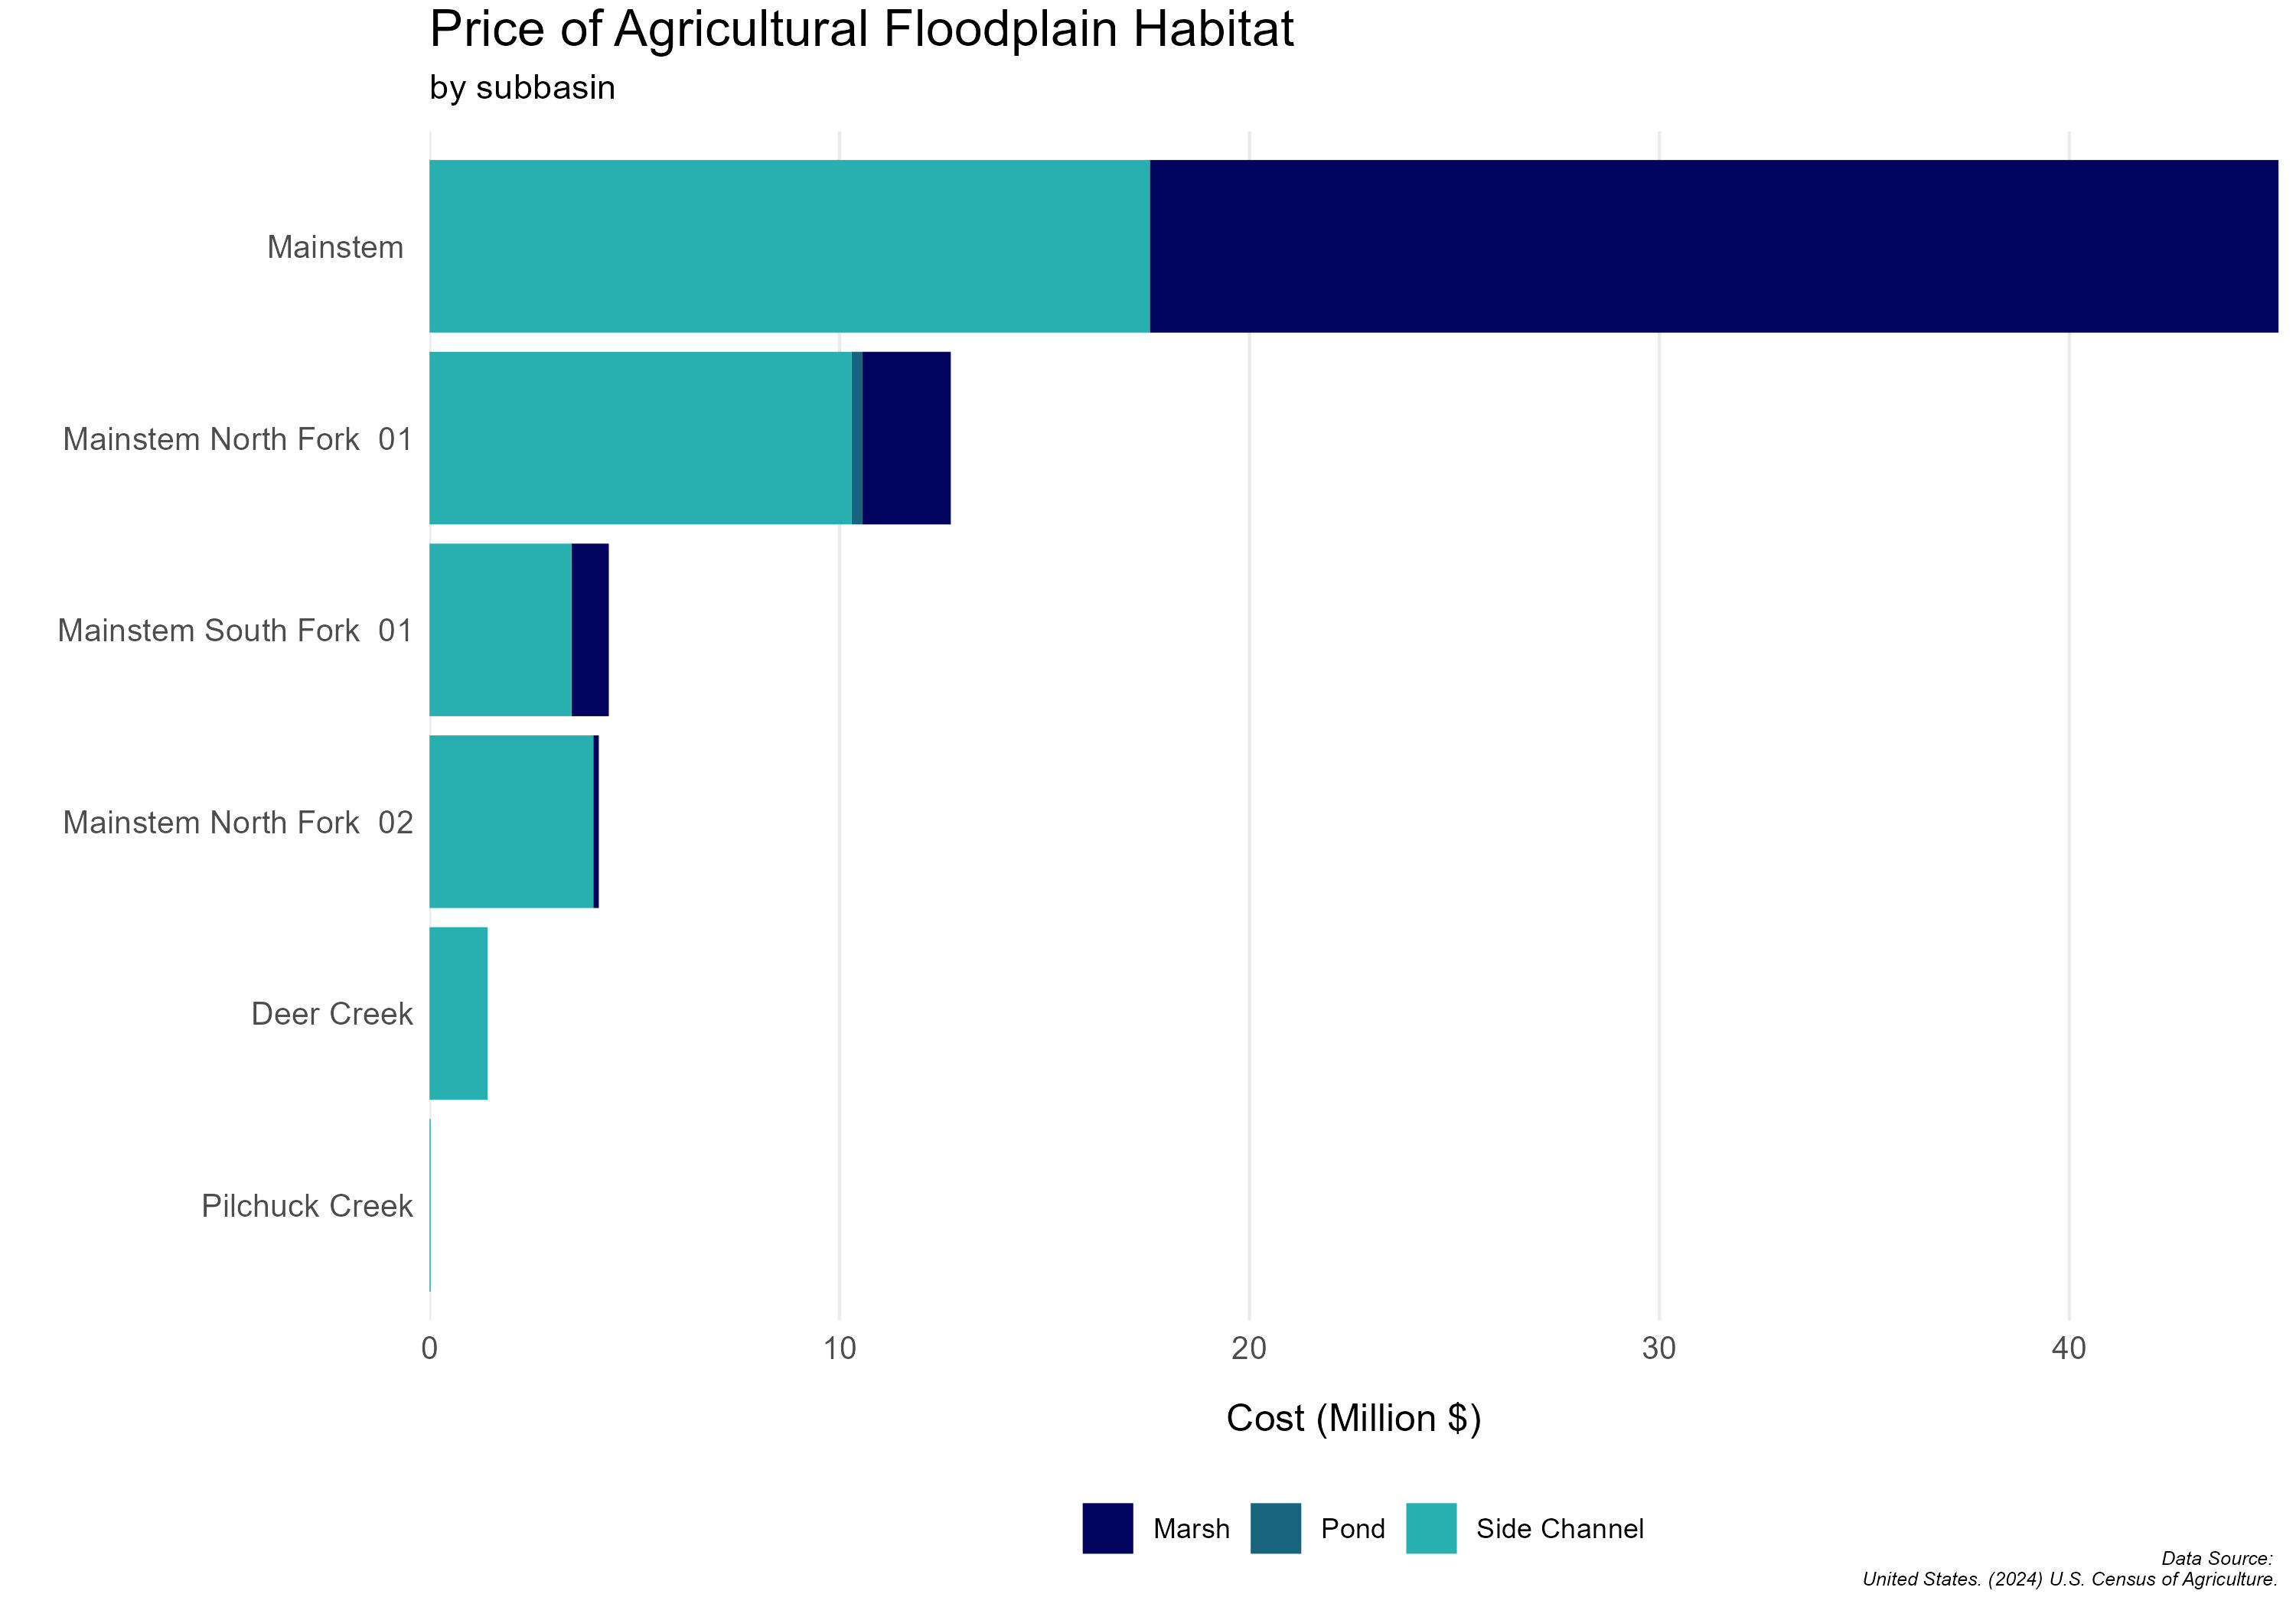 Price of Agricultural Floodplain Habitat
by subbasin
Mainstem
Mainstem North Fork  01
Mainstem South Fork  01
Mainstem North Fork  02
Deer Creek
Pilchuck Creek
0 10 20 30 40
Cost (Million $)
Marsh Pond Side Channel
Data Source:
United States. (2024) U.S. Census of Agriculture.